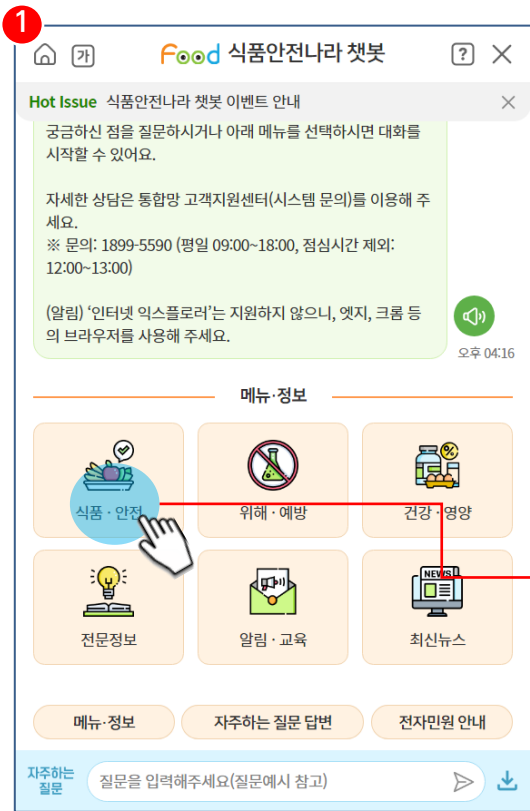 1
가
Food 식품안전나라 챗봇
?
Hot Issue 식품안전나라 챗봇 이벤트 안내
궁금하신 점을 질문하시거나 아래 메뉴를 선택하시면 대화를
시작할 수 있어요.
자세한 상담은 통합망 고객지원센터(시스템 문의)를 이용해 주
세요.
※ 문의: 1899-5590 (평일 09:00~18:00, 점심시간 제외:
12:00~13:00)
(알림) ‘인터넷 익스플로러’는 지원하지 않으니, 엣지, 크롬 등
의 브라우저를 사용해 주세요.
오후 04:16
메뉴·정보
식품 · 안전
위해 · 예방
건강 · 영양
전문정보
알림 · 교육
NEWS
최신뉴스
메뉴·정보
자주하는 질문 답변
전자민원 안내
자주하는
질문
질문을 입력해주세요(질문예시 참고)